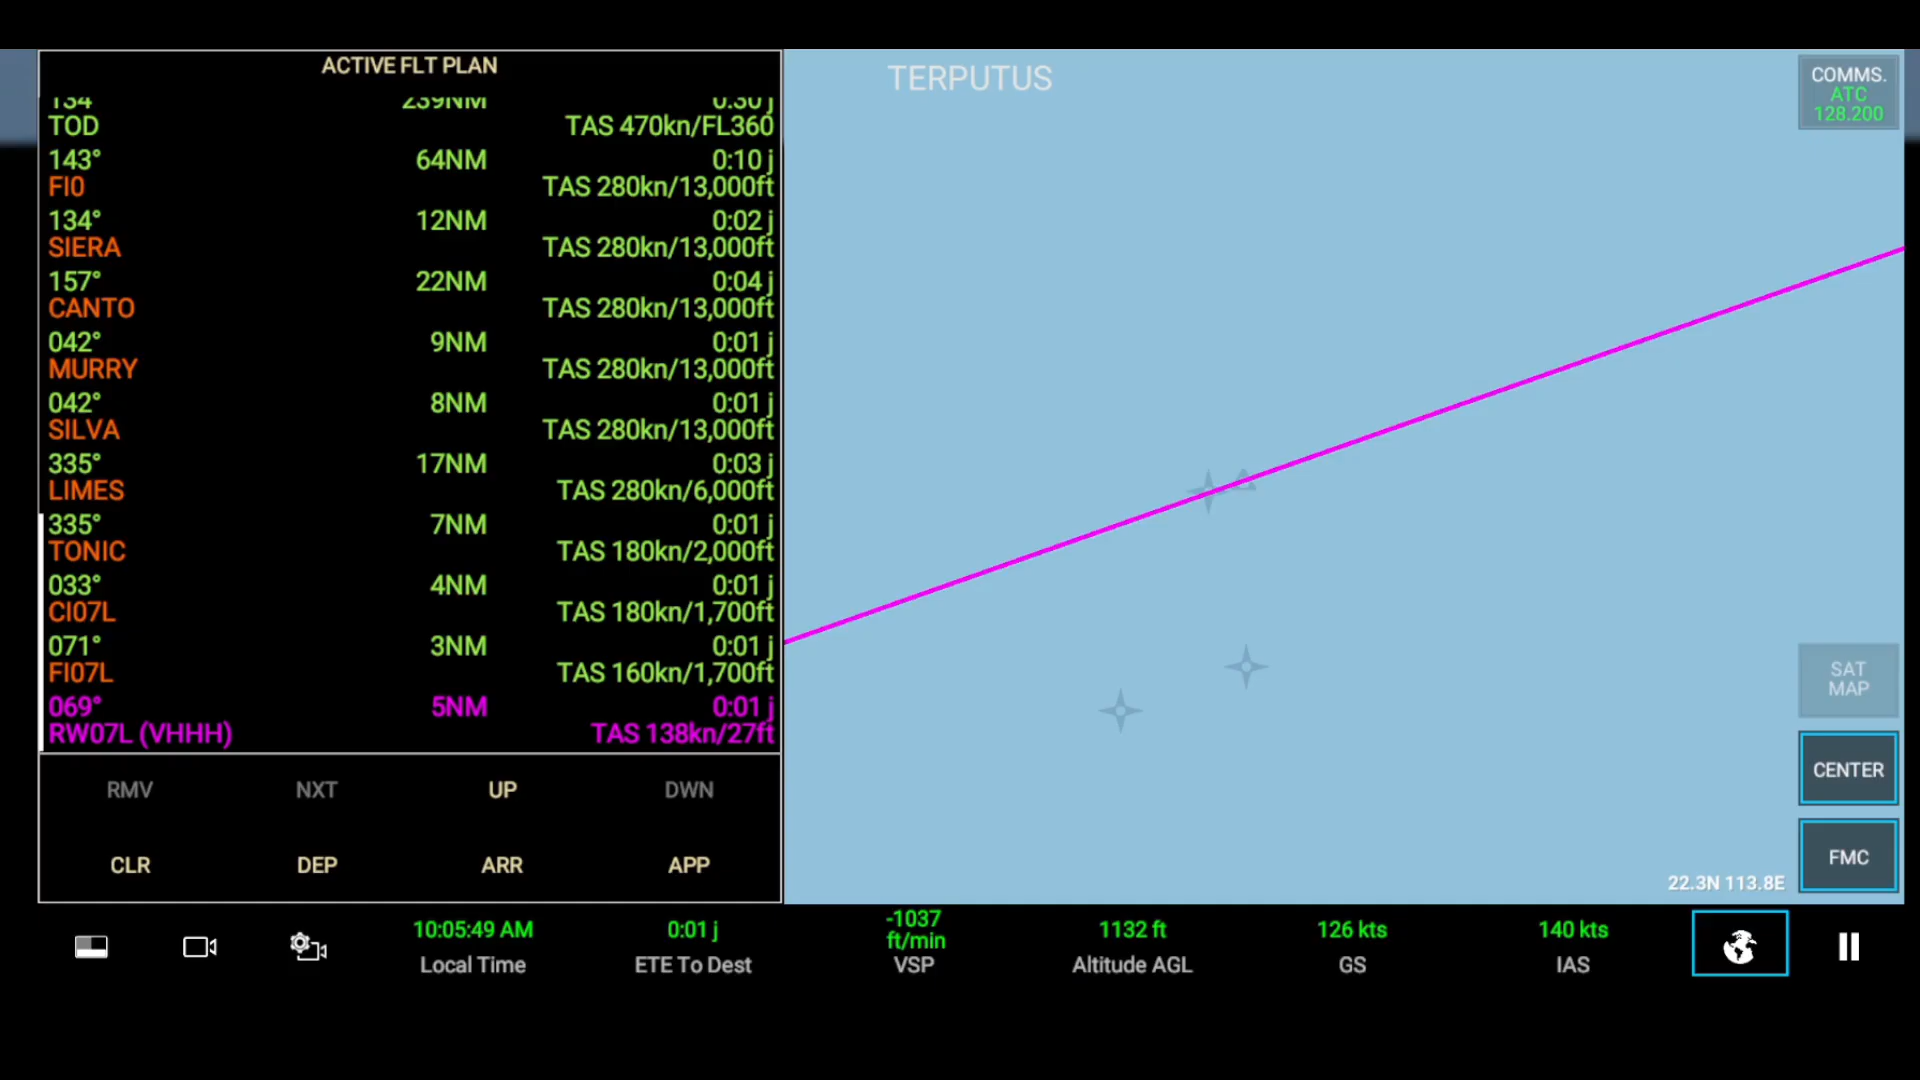 ACTIVE FLT PLAN
134° 239NM 0:30 j
TOD TAS 470kn/FL360
143° 64NM 0:10 j
FI0 TAS 280kn/13,000ft
134° 12NM 0:02 j
SIERA TAS 280kn/13,000ft
157° 22NM 0:04 j
CANTO TAS 280kn/13,000ft
042° 9NM 0:01 j
MURRY TAS 280kn/13,000ft
042° 8NM 0:01 j
SILVA TAS 280kn/13,000ft
335° 17NM 0:03 j
LIMES TAS 280kn/6,000ft
335° 7NM 0:01 j
TONIC TAS 180kn/2,000ft
033° 4NM 0:01 j
CI07L TAS 180kn/1,700ft
071° 3NM 0:01 j
FI07L TAS 160kn/1,700ft
069° 5NM 0:01 j
RW07L (VHHH) TAS 138kn/27ft
RMV NXT UP DWN
CLR DEP ARR APP
TERPUTUS
COMMS.
ATC
128.200
SAT
MAP
CENTER
FMC
22.3N 113.8E
10:05:49 AM
Local Time
0:01 j
ETE To Dest
-1037
ft/min
VSP
1132 ft
Altitude AGL
126 kts
GS
140 kts
IAS